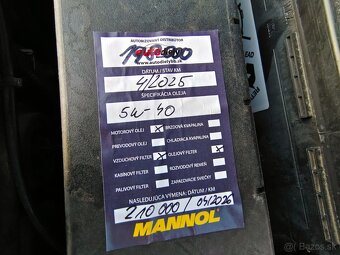 AUTORIZOVANÝ DISTRIBÚTOR
www.autodielybb.sk
DÁTUM / STAV KM
4/2025
ŠPECIFIKÁCIA OLEJA
5W-40
MOTOROVÝ OLEJ
BRZDOVÁ KVAPALINA
PREVODOVÝ OLEJ
CHLADIACA KVAPALINA
VZDUCHOVÝ FILTER
OLEJOVÝ FILTER
KABÍNOVÝ FILTER
ROZVODOVÝ REMEŇ
PALIVOVÝ FILTER
ZAPAĽOVACIE SVIEČKY
NASLEDUJÚCA VÝMENA: DÁTUM / KM
210 000 / 04/2026
MANNOL
bazos.sk